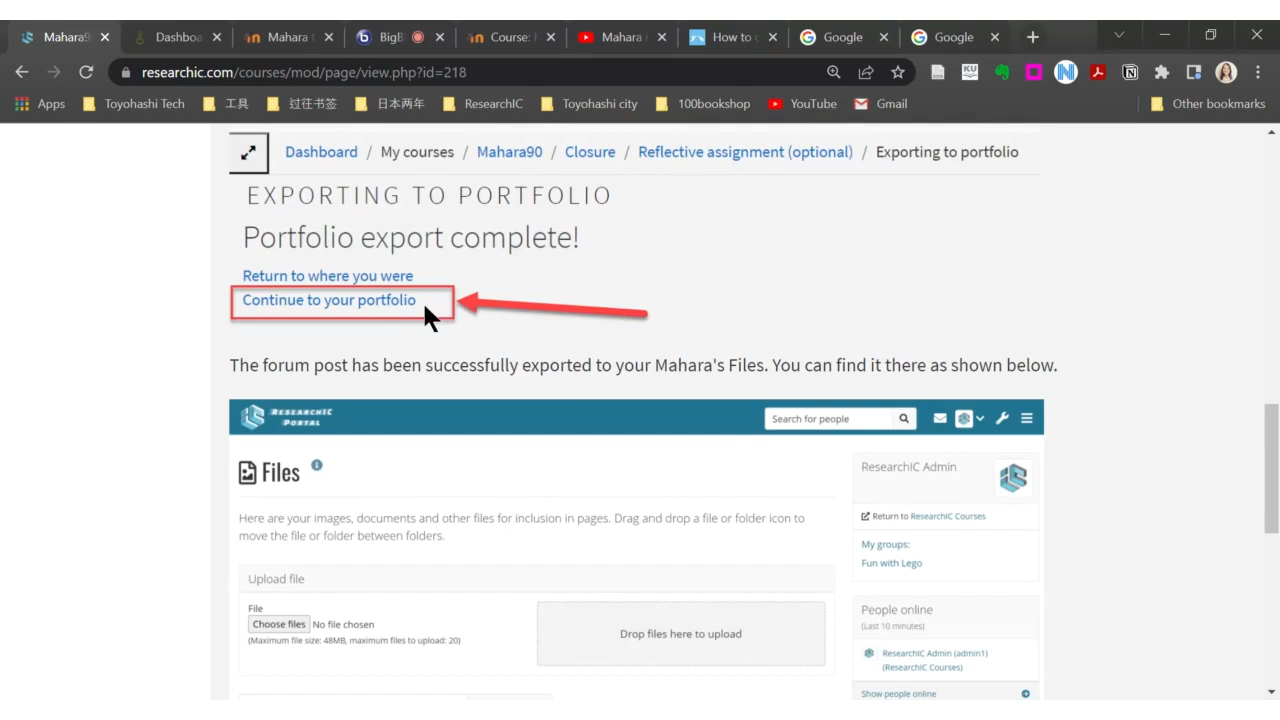 Mahara9
Dashboa
Mahara f
BigB
Course: 
Mahara
How to
Google
Google
researchic.com/courses/mod/page/view.php?id=218
KU
Apps
Toyohashi Tech
工具
过往书签
日本两年
ResearchIC
Toyohashi city
100bookshop
YouTube
Gmail
Other bookmarks
Dashboard / My courses / Mahara90 / Closure / Reflective assignment (optional) / Exporting to portfolio
EXPORTING TO PORTFOLIO
Portfolio export complete!
Return to where you were
Continue to your portfolio
The forum post has been successfully exported to your Mahara's Files. You can find it there as shown below.
RESEARCHIC
PORTAL
Search for people
Files
Here are your images, documents and other files for inclusion in pages. Drag and drop a file or folder icon to
move the file or folder between folders.
Upload file
File
Choose files No file chosen
(Maximum file size: 48MB, maximum files to upload: 20)
Drop files here to upload
ResearchIC Admin
Return to ResearchIC Courses
My groups:
Fun with Lego
People online
(Last 10 minutes)
ResearchIC Admin (admin1)
(ResearchIC Courses)
Show people online